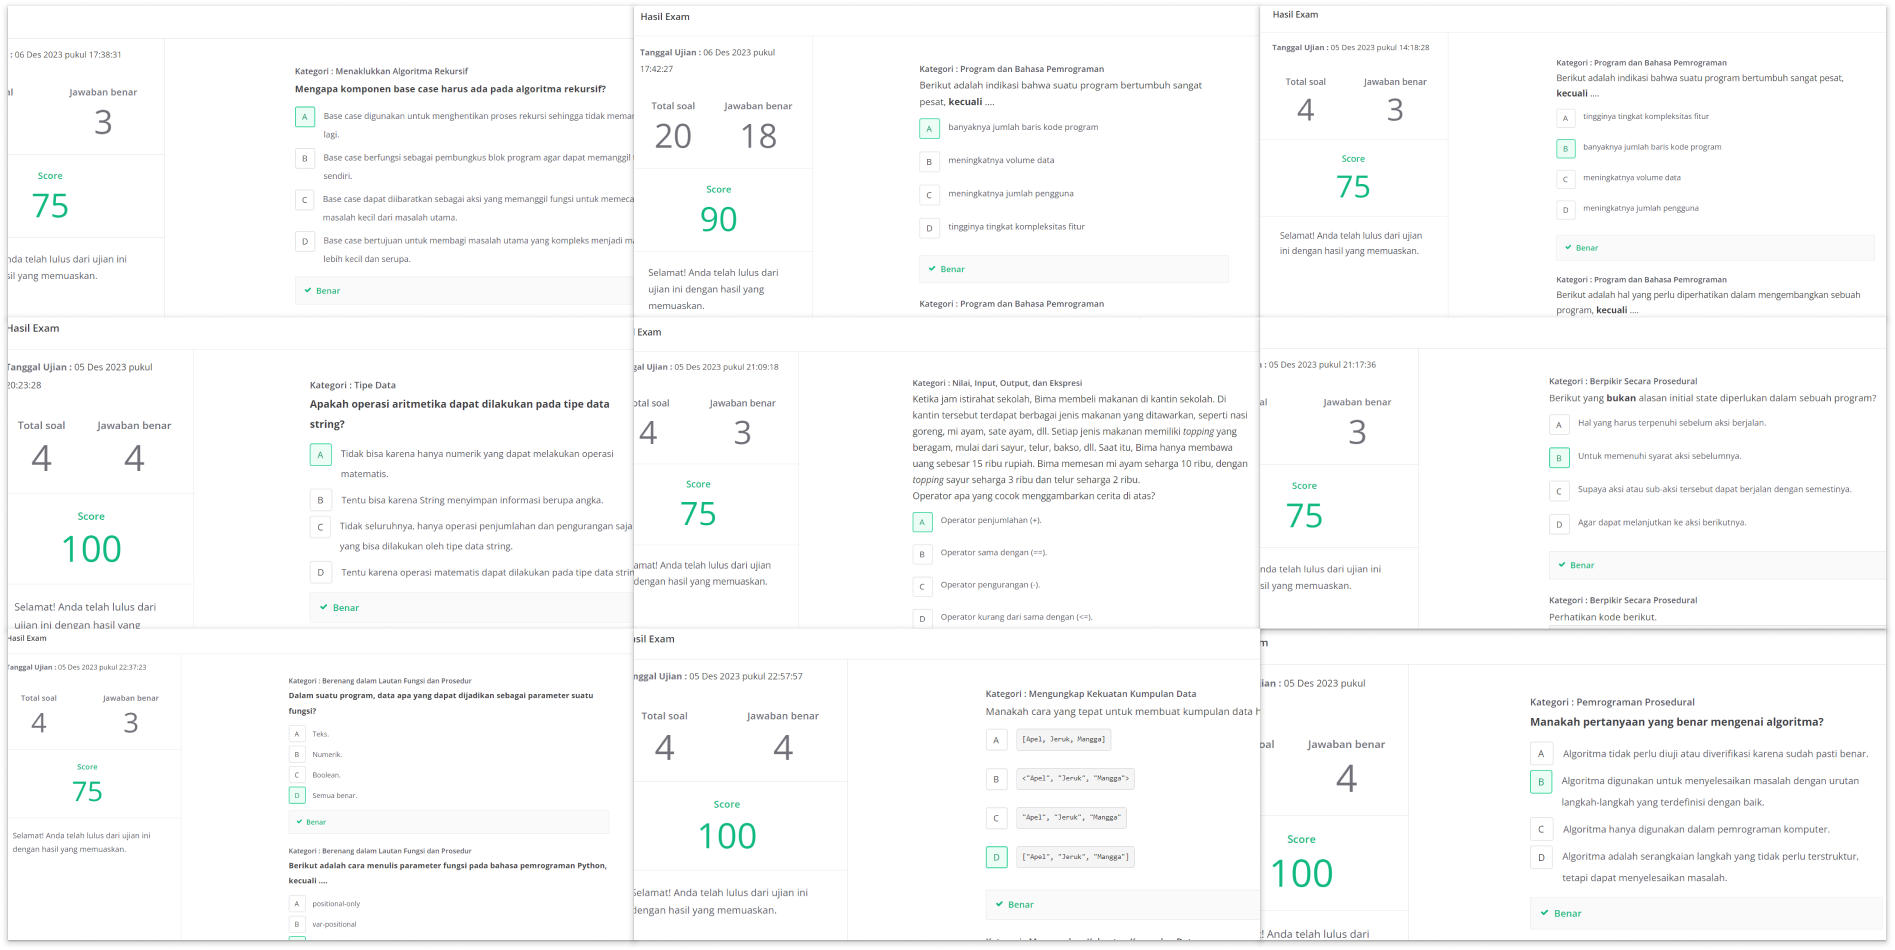 : 06 Des 2023 pukul 17:38:31
Jawaban benar
3
Score
75
ujian ini
yang memuaskan.
Kategori : Menaklukkan Algoritma Rekursif
Mengapa komponen base case harus ada pada algoritma rekursif?
A Base case digunakan untuk menghentikan proses rekursi sehingga tidak
lagi.
B Base case berfungsi sebagai pembungkus blok program agar dapat memanggil
sendiri.
C Base case dapat diibaratkan sebagai aksi yang memanggil fungsi untuk
masalah kecil dari masalah utama.
D Base case bertujuan untuk membagi masalah utama yang kompleks menjadi
lebih kecil dan serupa.
Benar
Hasil Exam
Tanggal Ujian : 06 Des 2023 pukul
17:42:27
Total soal Jawaban benar
20 18
Score
90
Selamat! Anda telah lulus dari
ujian ini dengan hasil yang
memuaskan.
Kategori : Program dan Bahasa Pemrograman
Berikut adalah indikasi bahwa suatu program bertumbuh sangat
pesat, kecuali ....
A banyaknya jumlah baris kode program
B meningkatnya volume data
C meningkatnya jumlah pengguna
D tingginya tingkat kompleksitas fitur
Benar
Kategori : Program dan Bahasa Pemrograman
Hasil Exam
Tanggal Ujian : 05 Des 2023 pukul 14:18:28
Total soal Jawaban benar
4 3
Score
75
Selamat! Anda telah lulus dari ujian
ini dengan hasil yang memuaskan.
Kategori : Program dan Bahasa Pemrograman
Berikut adalah indikasi bahwa suatu program bertumbuh sangat pesat,
kecuali ....
A tingginya tingkat kompleksitas fitur
B banyaknya jumlah baris kode program
C meningkatnya volume data
D meningkatnya jumlah pengguna
Benar
Kategori : Program dan Bahasa Pemrograman
Berikut adalah hal yang perlu diperhatikan dalam mengembangkan sebuah
program, kecuali ....
Hasil Exam
Tanggal Ujian : 05 Des 2023 pukul
20:23:28
Total soal Jawaban benar
4 4
Score
100
Selamat! Anda telah lulus dari
ujian ini dengan hasil yang
Kategori : Tipe Data
Apakah operasi aritmetika dapat dilakukan pada tipe data
string?
A Tidak bisa karena hanya numerik yang dapat melakukan operasi
matematis.
B Tentu bisa karena String menyimpan informasi berupa angka.
C Tidak seluruhnya, hanya operasi penjumlahan dan pengurangan saja
yang bisa dilakukan oleh tipe data string.
D Tentu karena operasi matematis dapat dilakukan pada tipe data
Benar
Exam
Ujian : 05 Des 2023 pukul 21:09:18
soal Jawaban benar
4 3
Score
75
Anda telah lulus dari ujian
dengan hasil yang memuaskan.
Kategori : Nilai, Input, Output, dan Ekspresi
Ketika jam istirahat sekolah, Bima membeli makanan di kantin sekolah. Di
kantin tersebut terdapat berbagai jenis makanan yang ditawarkan, seperti nasi
goreng, mi ayam, sate ayam, dll. Setiap jenis makanan memiliki topping yang
beragam, mulai dari sayur, telur, bakso, dll. Saat itu, Bima hanya membawa
uang sebesar 15 ribu rupiah. Bima memesan mi ayam seharga 10 ribu, dengan
topping sayur seharga 3 ribu dan telur seharga 2 ribu.
Operator apa yang cocok menggambarkan cerita di atas?
A Operator penjumlahan (+).
B Operator sama dengan (==).
C Operator pengurangan (-).
D Operator kurang dari sama dengan (<=).
: 05 Des 2023 pukul 21:17:36
Jawaban benar
3
Score
75
telah lulus dari ujian ini
yang memuaskan.
Kategori : Berpikir Secara Prosedural
Berikut yang bukan alasan initial state diperlukan dalam sebuah program?
A Hal yang harus terpenuhi sebelum aksi berjalan.
B Untuk memenuhi syarat aksi sebelumnya.
C Supaya aksi atau sub-aksi tersebut dapat berjalan dengan semestinya.
D Agar dapat melanjutkan ke aksi berikutnya.
Benar
Kategori : Berpikir Secara Prosedural
Perhatikan kode berikut.
Hasil Exam
Tanggal Ujian : 05 Des 2023 pukul 22:37:23
Total soal Jawaban benar
4 3
Score
75
Selamat! Anda telah lulus dari ujian ini
dengan hasil yang memuaskan.
Kategori : Berenang dalam Lautan Fungsi dan Prosedur
Dalam suatu program, data apa yang dapat dijadikan sebagai parameter suatu
fungsi?
A Teks.
B Numerik.
C Boolean.
D Semua benar.
Benar
Kategori : Berenang dalam Lautan Fungsi dan Prosedur
Berikut adalah cara menulis parameter fungsi pada bahasa pemrograman Python,
kecuali ....
A positional-only
B var-positional
Exam
Ujian : 05 Des 2023 pukul 22:57:57
Total soal Jawaban benar
4 4
Score
100
Selamat! Anda telah lulus dari ujian ini
dengan hasil yang memuaskan.
Kategori : Mengungkap Kekuatan Kumpulan Data
Manakah cara yang tepat untuk membuat kumpulan data
A [Apel, Jeruk, Mangga]
B <"Apel", "Jeruk", "Mangga">
C "Apel", "Jeruk", "Mangga"
D ["Apel", "Jeruk", "Mangga"]
Benar
: 05 Des 2023 pukul
Jawaban benar
4
Score
100
! Anda telah lulus dari
Kategori : Pemrograman Prosedural
Manakah pertanyaan yang benar mengenai algoritma?
A Algoritma tidak perlu diuji atau diverifikasi karena sudah pasti benar.
B Algoritma digunakan untuk menyelesaikan masalah dengan urutan
langkah-langkah yang terdefinisi dengan baik.
C Algoritma hanya digunakan dalam pemrograman komputer.
D Algoritma adalah serangkaian langkah yang tidak perlu terstruktur,
tetapi dapat menyelesaikan masalah.
Benar